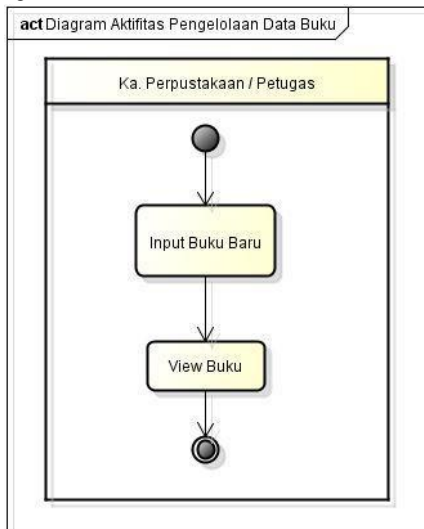 act Diagram Aktifitas Pengelolaan Data Buku
Ka. Perpustakaan / Petugas
Input Buku Baru
View Buku